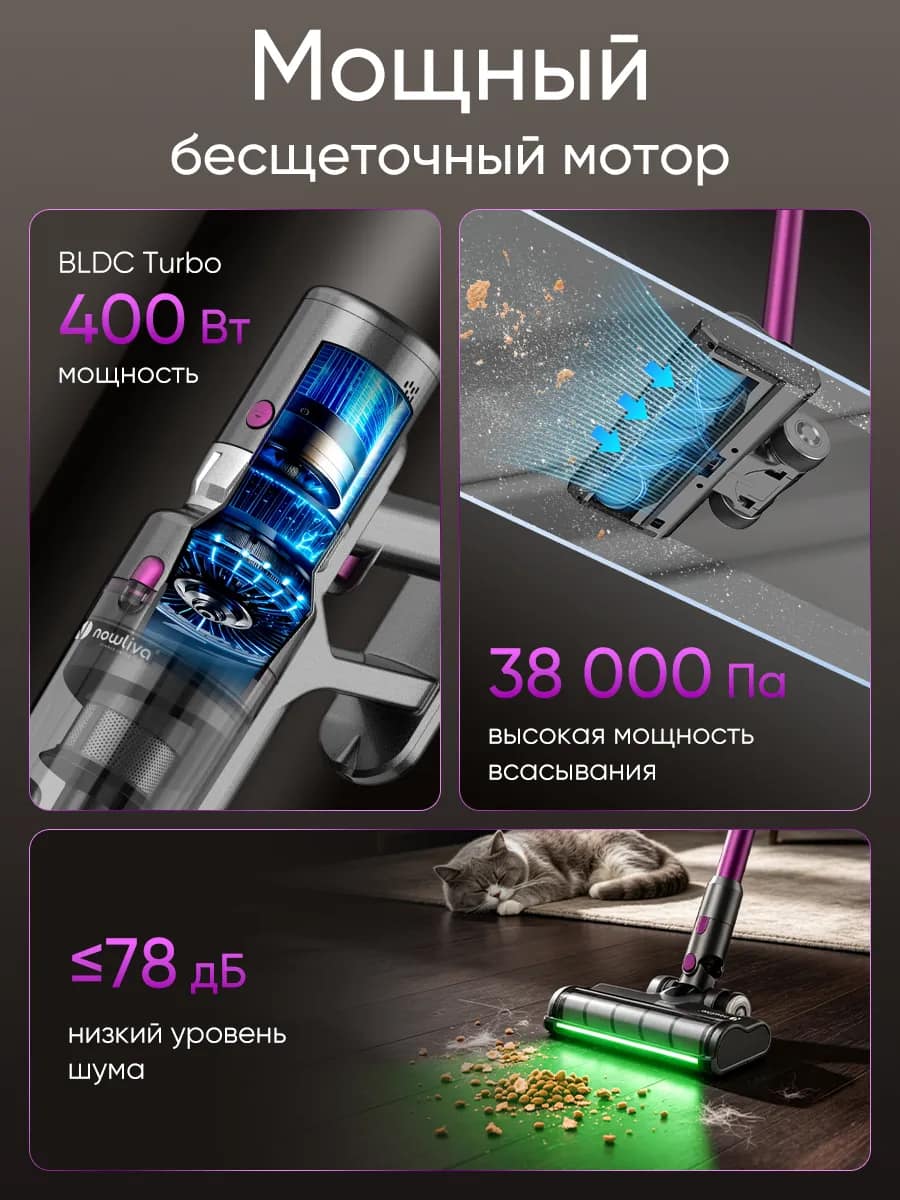 Мощный
бесщеточный мотор
BLDC Turbo
400 Вт
мощность
nowliva
38 000 Па
высокая мощность
всасывания
≤78 дБ
низкий уровень
шума